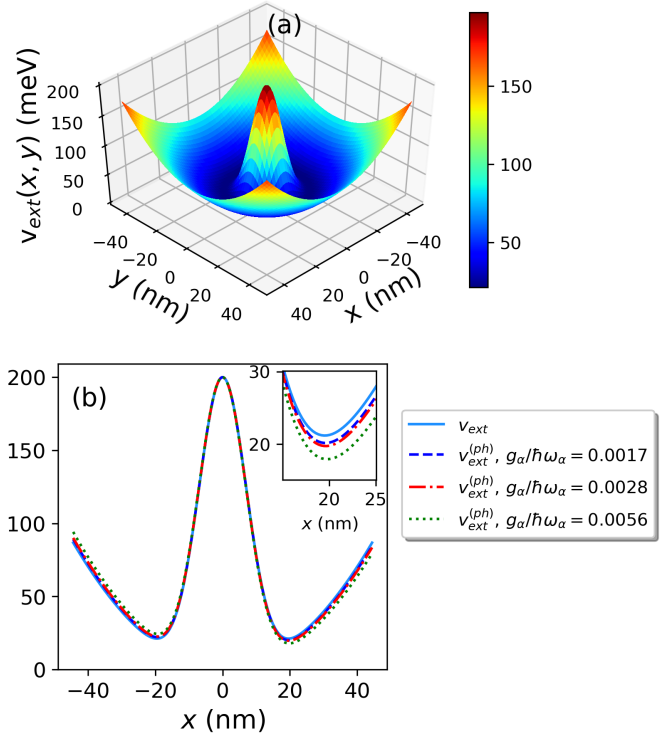 (a)
v_ext(x, y) (meV)
200
150
100
50
0
−40
−20
0
20
40
y (nm)
−40
−20
0
20
40
x (nm)
150
100
50
(b)
200
150
100
50
0
−40 −20 0 20 40
x (nm)
30
20
20 25
x (nm)
v_ext
v_ext^(ph), g_α/ℏω_α = 0.0017
v_ext^(ph), g_α/ℏω_α = 0.0028
v_ext^(ph), g_α/ℏω_α = 0.0056